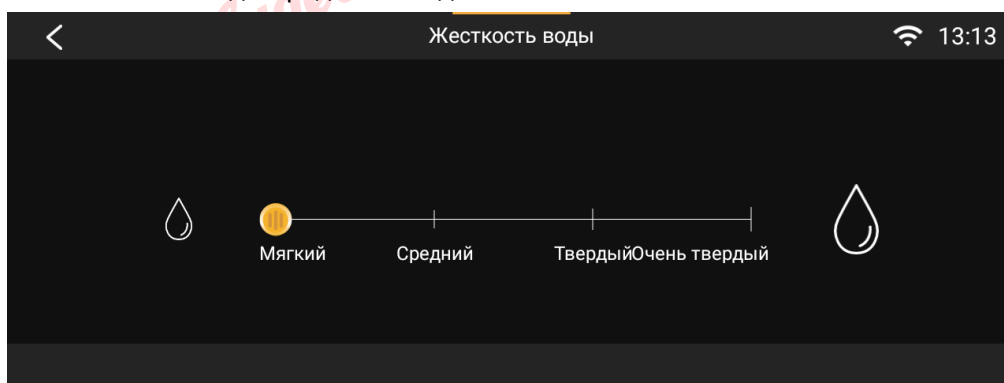 Жесткость воды 13:13
Мягкий Средний ТвердыйОчень твердый